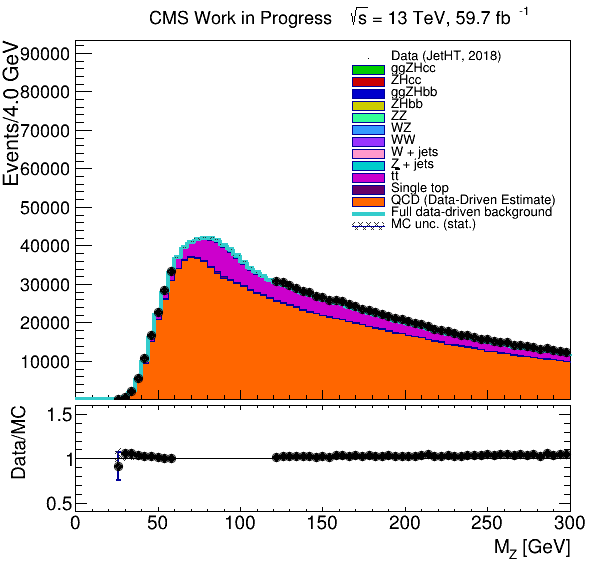 CMS Work in Progress √s = 13 TeV, 59.7 fb⁻¹
Events/4.0 GeV
90000
80000
70000
60000
50000
40000
30000
20000
10000
Data (JetHT, 2018)
ggZHcc
ZHcc
ggZHbb
ZHbb
ZZ
WZ
WW
W + jets
Z + jets
tt̅
Single top
QCD (Data-Driven Estimate)
Full data-driven background
MC unc. (stat.)
Data/MC
1.5
1
0.5
0 50 100 150 200 250 300
M_Z [GeV]